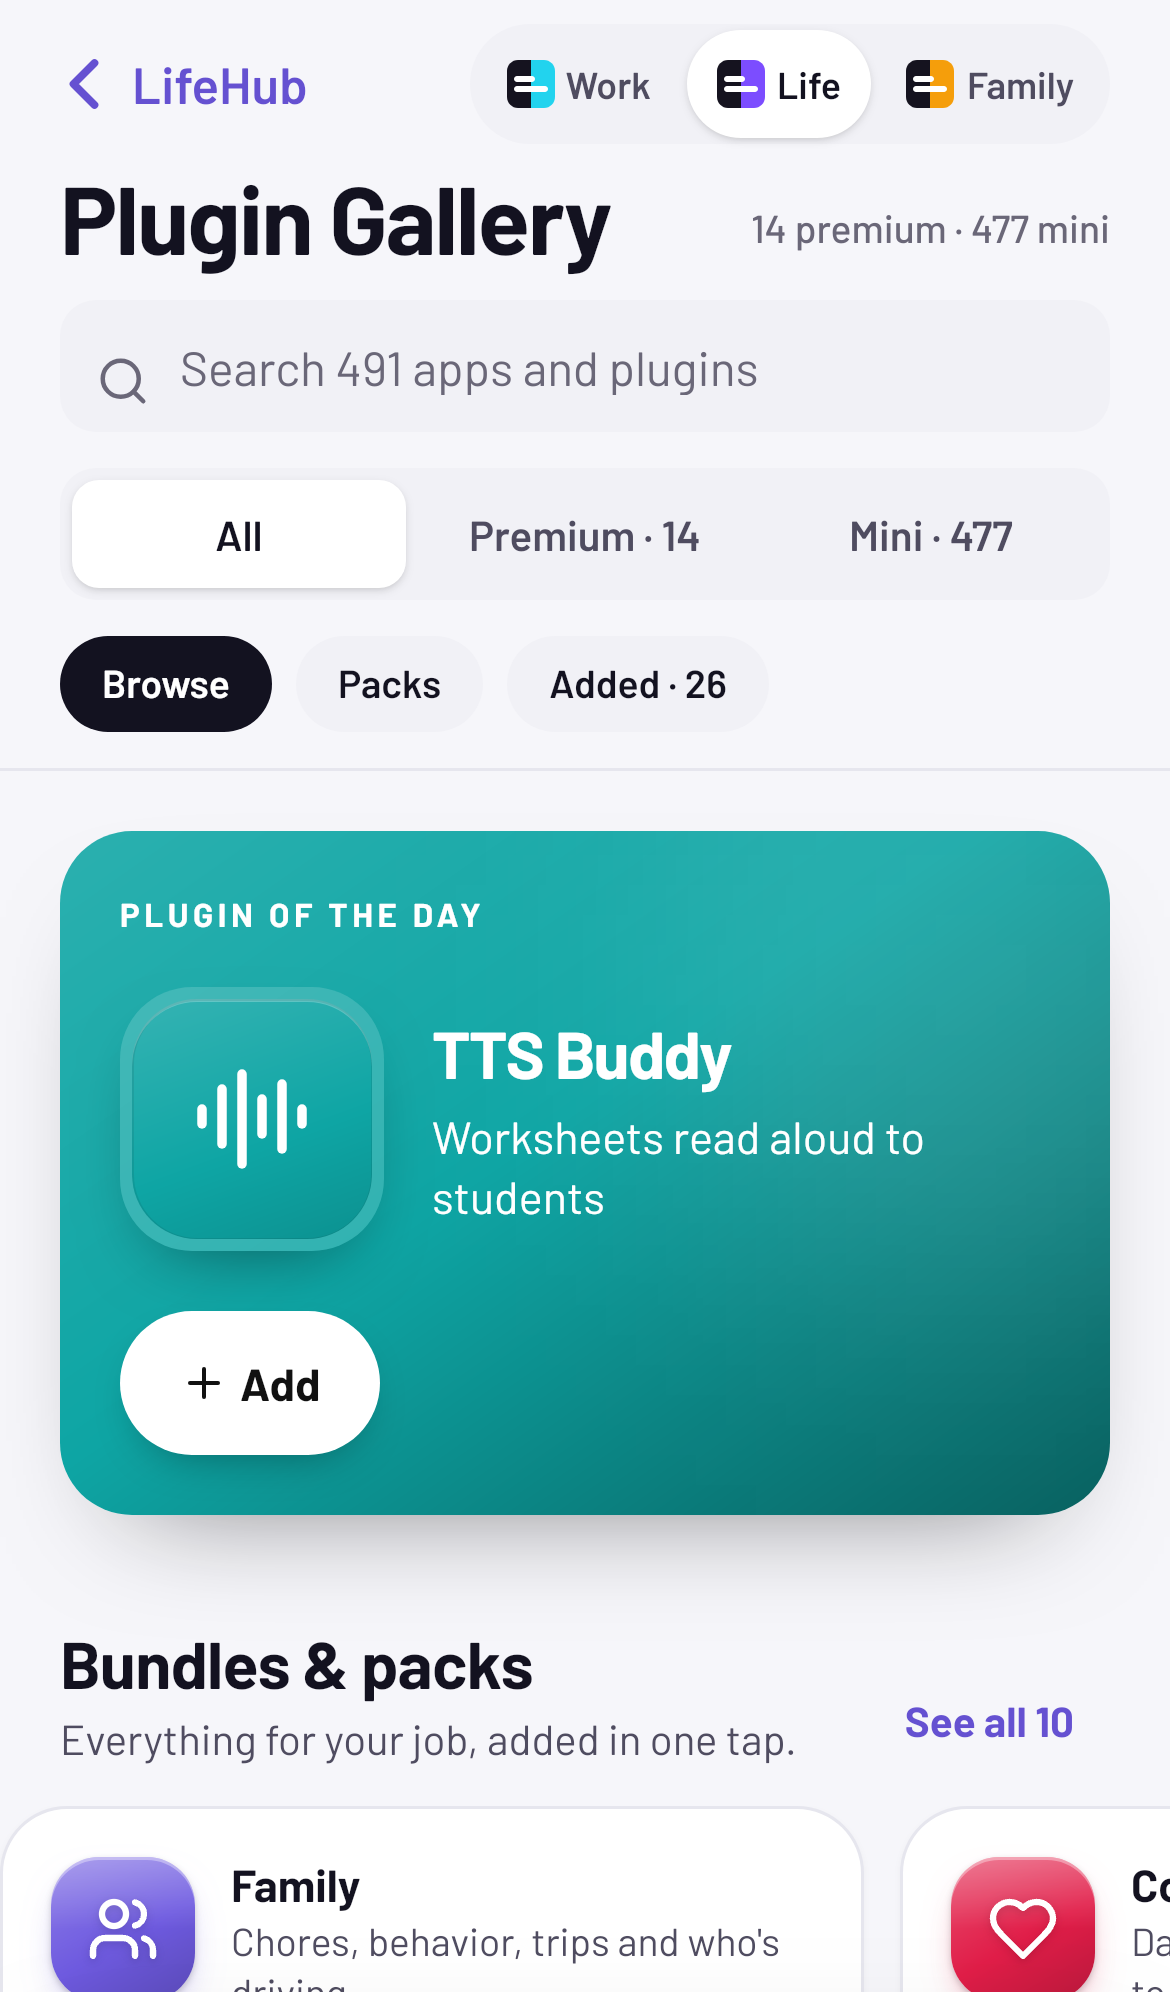 LifeHub
Work
Life
Family
Plugin Gallery
14 premium · 477 mini
Search 491 apps and plugins
All
Premium · 14
Mini · 477
Browse
Packs
Added · 26
PLUGIN OF THE DAY
TTS Buddy
Worksheets read aloud to
students
Add
Bundles & packs
Everything for your job, added in one tap.
See all 10
Family
Chores, behavior, trips and who's
driving